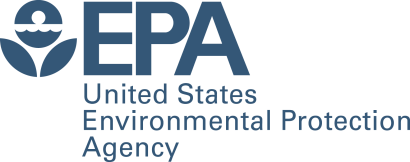 EPA
United States
Environmental Protection
Agency